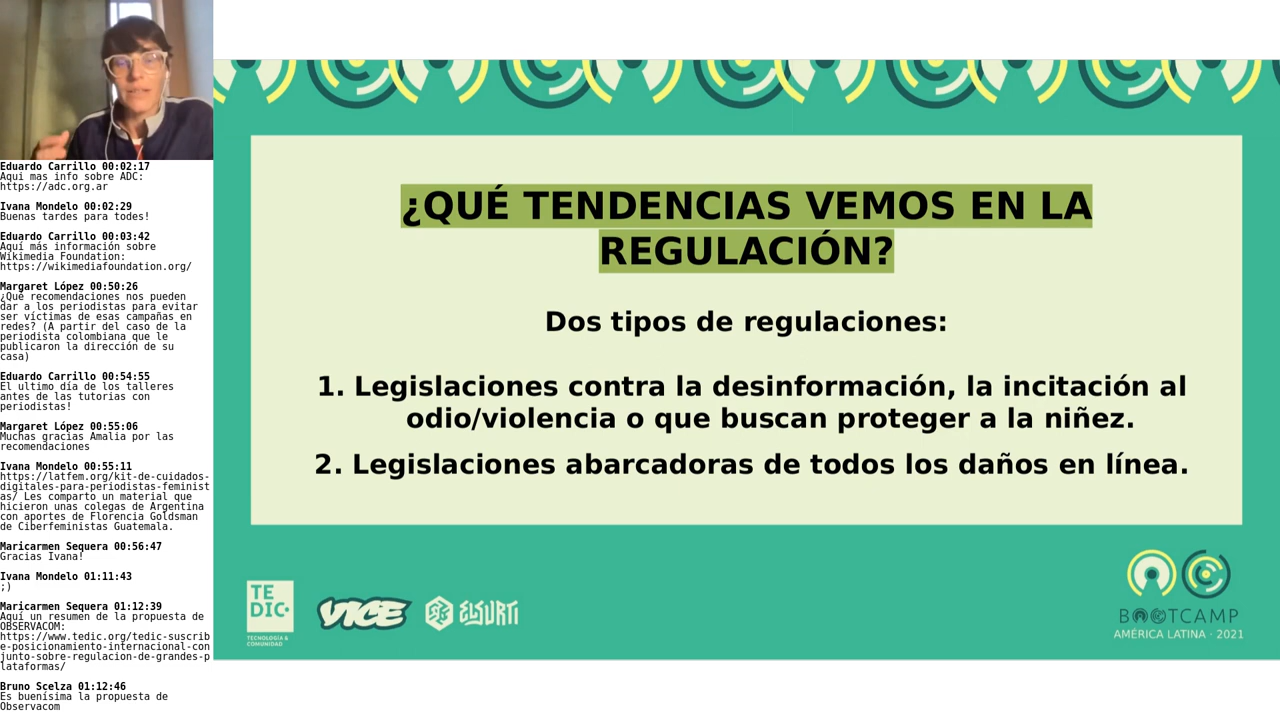 Eduardo Carrillo 00:02:17
Aqui mas info sobre ADC:
https://adc.org.ar
Ivana Mondelo 00:02:29
Buenas tardes para todes!
Eduardo Carrillo 00:03:42
Aquí más información sobre
Wikimedia Foundation:
https://wikimediafoundation.org/
Margaret López 00:50:26
¿Qué recomendaciones nos pueden
dar a los periodistas para evitar
ser víctimas de esas campañas en
redes? (A partir del caso de la
periodista colombiana que le
publicaron la dirección de su
casa)
Eduardo Carrillo 00:54:55
El ultimo día de los talleres
antes de las tutorias con
periodistas!
Margaret López 00:55:06
Muchas gracias Amalia por las
recomendaciones
Ivana Mondelo 00:55:11
https://latfem.org/kit-de-cuidados-
digitales-para-periodistas-feminist
as/ Les comparto un material que
hicieron unas colegas de Argentina
con aportes de Florencia Goldsman
de Ciberfeministas Guatemala.
Maricarmen Sequera 00:56:47
Gracias Ivana!
Ivana Mondelo 01:11:43
;)
Maricarmen Sequera 01:12:39
Aquí un resumen de la propuesta de
OBSERVACOM:
https://www.tedic.org/tedic-suscrib
e-posicionamiento-internacional-con
junto-sobre-regulacion-de-grandes-p
lataformas/
Bruno Scelza 01:12:46
Es buenísima la propuesta de
Observacom
¿QUÉ TENDENCIAS VEMOS EN LA
REGULACIÓN?
Dos tipos de regulaciones:
1. Legislaciones contra la desinformación, la incitación al
odio/violencia o que buscan proteger a la niñez.
2. Legislaciones abarcadoras de todos los daños en línea.
TE
DIC
TECNOLOGÍA &
COMUNIDAD
VICE
ELSURTI
BOOTCAMP
AMÉRICA LATINA · 2021